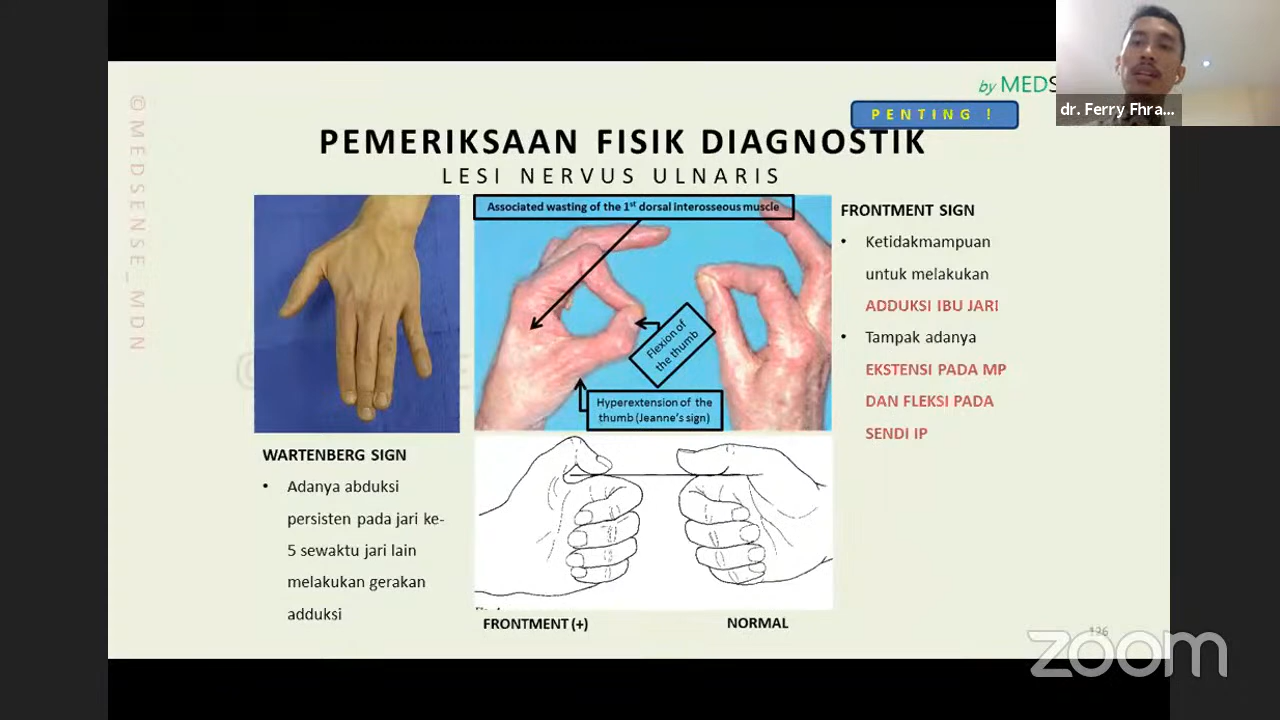 by MEDS
PENTING !
dr. Ferry Fhra...
©MEDSENSE_MDN
PEMERIKSAAN FISIK DIAGNOSTIK
LESI NERVUS ULNARIS
Associated wasting of the 1st dorsal interosseous muscle
Flexion of
the thumb
Hyperextension of the
thumb (Jeanne's sign)
WARTENBERG SIGN
• Adanya abduksi
persisten pada jari ke-
5 sewaktu jari lain
melakukan gerakan
adduksi
FRONTMENT (+)
NORMAL
FRONTMENT SIGN
• Ketidakmampuan
untuk melakukan
ADDUKSI IBU JARI
• Tampak adanya
EKSTENSI PADA MP
DAN FLEKSI PADA
SENDI IP
126
zoom